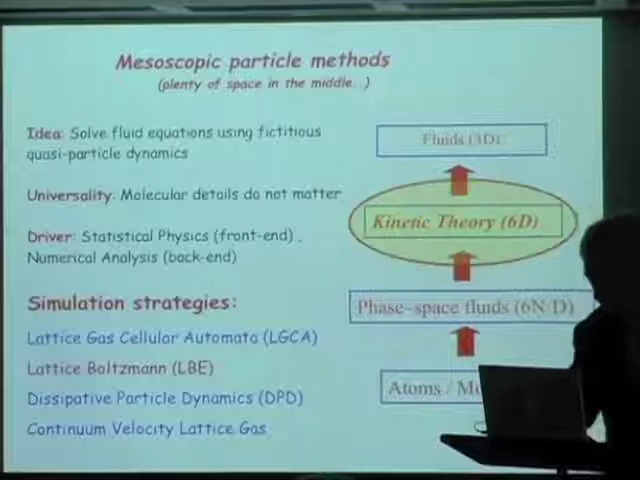 Mesoscopic particle methods
(plenty of space in the middle..)
Idea: Solve fluid equations using fictitious
quasi-particle dynamics
Universality: Molecular details do not matter
Driver: Statistical Physics (front-end) ,
Numerical Analysis (back-end)
Simulation strategies:
Lattice Gas Cellular Automata (LGCA)
Lattice Boltzmann (LBE)
Dissipative Particle Dynamics (DPD)
Continuum Velocity Lattice Gas
Fluids (3D)
Kinetic Theory (6D)
Phase-space fluids (6N D)
Atoms /